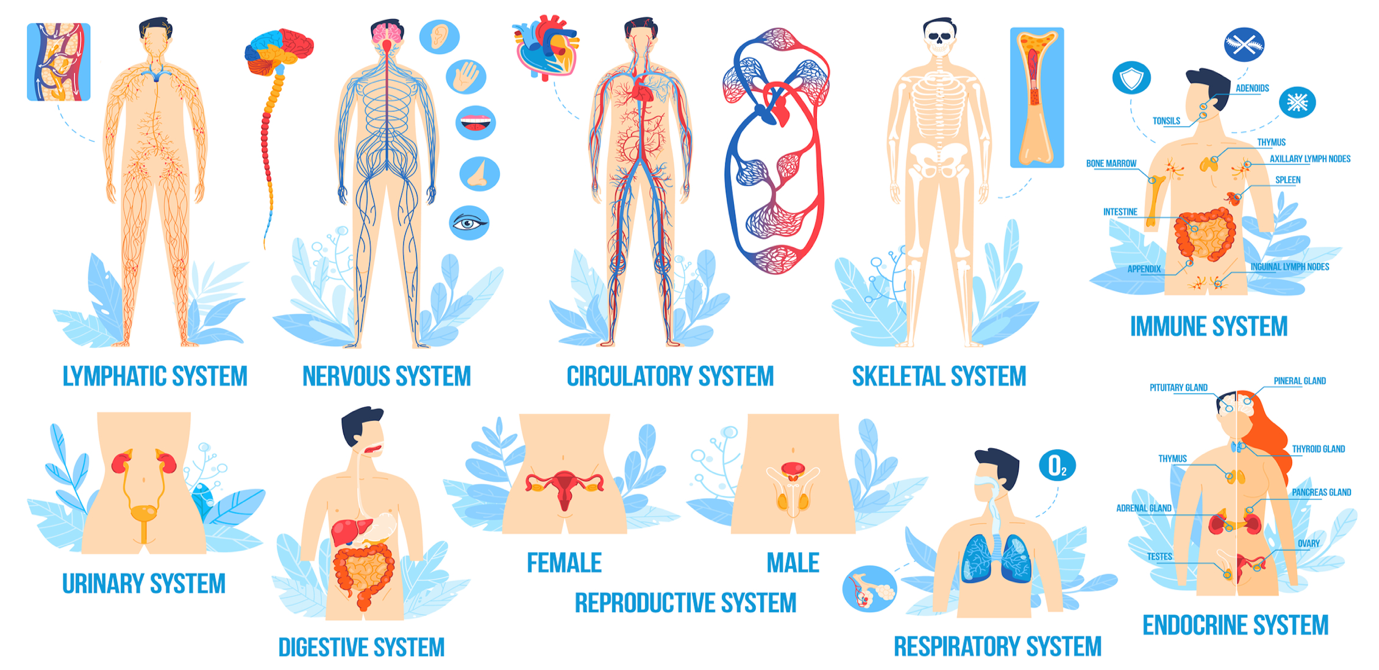 ADENOIDS
TONSILS
THYMUS
BONE MARROW
AXILLARY LYMPH NODES
SPLEEN
INTESTINE
APPENDIX
INGUINAL LYMPH NODES
IMMUNE SYSTEM
LYMPHATIC SYSTEM
NERVOUS SYSTEM
CIRCULATORY SYSTEM
SKELETAL SYSTEM
URINARY SYSTEM
DIGESTIVE SYSTEM
FEMALE
MALE
REPRODUCTIVE SYSTEM
O₂
RESPIRATORY SYSTEM
PITUITARY GLAND
PINERAL GLAND
THYROID GLAND
THYMUS
PANCREAS GLAND
ADRENAL GLAND
OVARY
TESTES
ENDOCRINE SYSTEM